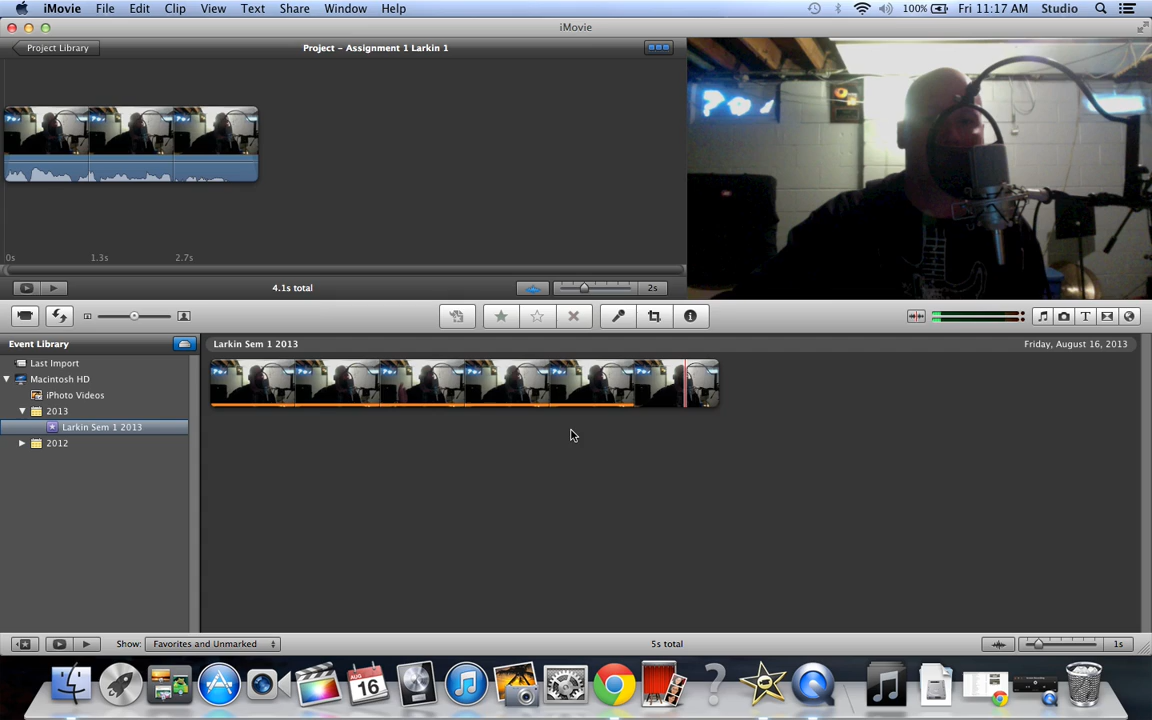 iMovie File Edit Clip View Text Share Window Help 100% Fri 11:17 AM Studio
iMovie
Project Library Project – Assignment 1 Larkin 1
0s 1.3s 2.7s
4.1s total 2s
Event Library Larkin Sem 1 2013 Friday, August 16, 2013
Last Import
Macintosh HD
iPhoto Videos
2013
Larkin Sem 1 2013
2012
Show: Favorites and Unmarked 5s total 1s
AUG
16